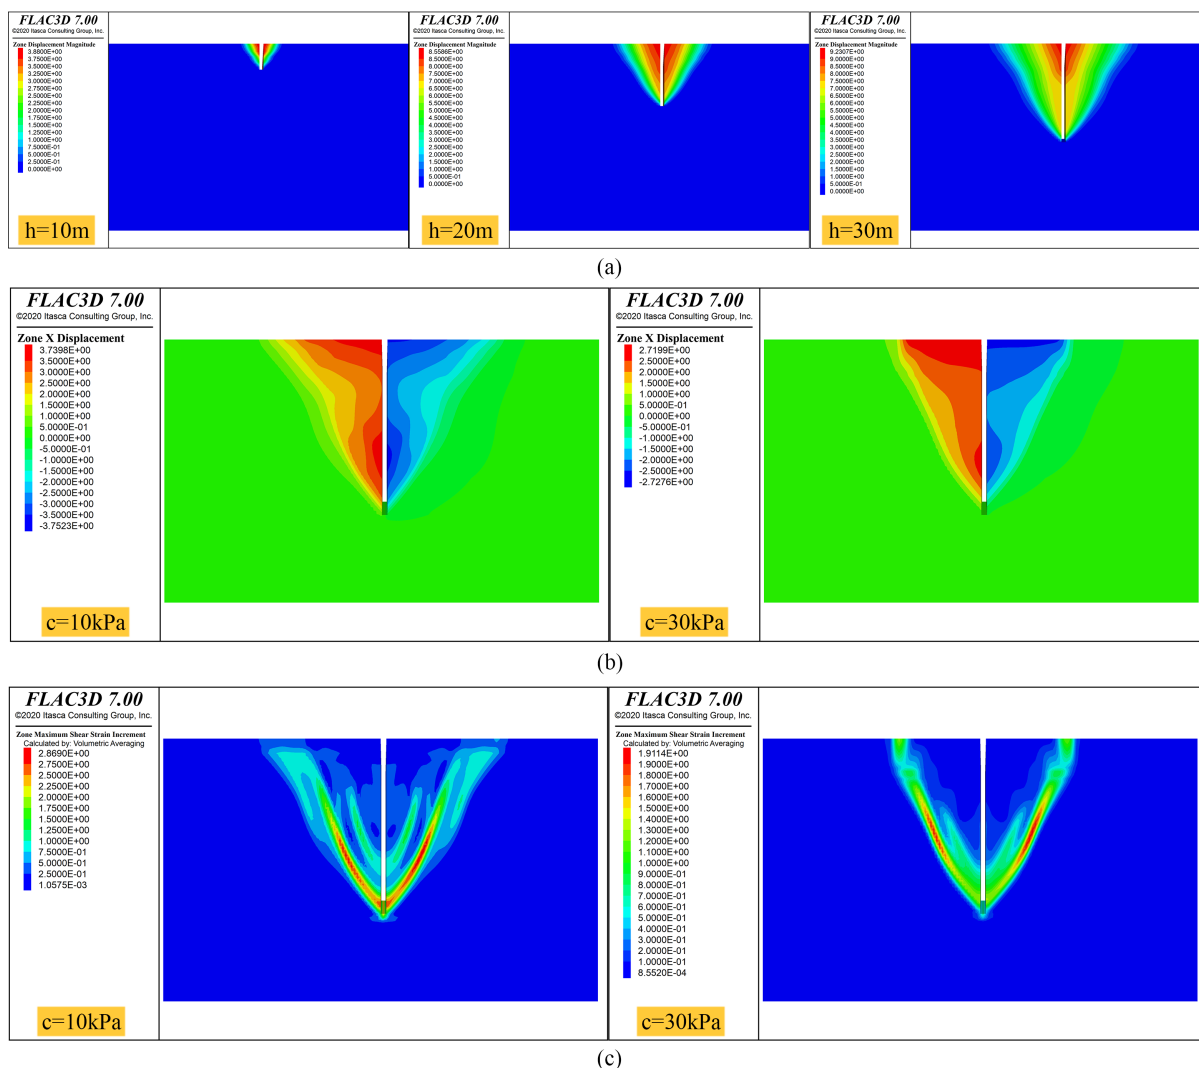 FLAC3D 7.00
©2020 Itasca Consulting Group, Inc.
Zone Displacement Magnitude
3.8800E+00
3.7500E+00
3.5000E+00
3.2500E+00
3.0000E+00
2.7500E+00
2.5000E+00
2.2500E+00
2.0000E+00
1.7500E+00
1.5000E+00
1.2500E+00
1.0000E+00
7.5000E-01
5.0000E-01
2.5000E-01
0.0000E+00
h=10m
FLAC3D 7.00
©2020 Itasca Consulting Group, Inc.
Zone Displacement Magnitude
8.5586E+00
8.5000E+00
8.0000E+00
7.5000E+00
7.0000E+00
6.5000E+00
6.0000E+00
5.5000E+00
5.0000E+00
4.5000E+00
4.0000E+00
3.5000E+00
3.0000E+00
2.5000E+00
2.0000E+00
1.5000E+00
1.0000E+00
5.0000E-01
0.0000E+00
h=20m
FLAC3D 7.00
©2020 Itasca Consulting Group, Inc.
Zone Displacement Magnitude
9.2307E+00
9.0000E+00
8.5000E+00
8.0000E+00
7.5000E+00
7.0000E+00
6.5000E+00
6.0000E+00
5.5000E+00
5.0000E+00
4.5000E+00
4.0000E+00
3.5000E+00
3.0000E+00
2.5000E+00
2.0000E+00
1.5000E+00
1.0000E+00
5.0000E-01
0.0000E+00
h=30m
(a)
FLAC3D 7.00
©2020 Itasca Consulting Group, Inc.
Zone X Displacement
3.7398E+00
3.5000E+00
3.0000E+00
2.5000E+00
2.0000E+00
1.5000E+00
1.0000E+00
5.0000E-01
0.0000E+00
-5.0000E-01
-1.0000E+00
-1.5000E+00
-2.0000E+00
-2.5000E+00
-3.0000E+00
-3.5000E+00
-3.7523E+00
c=10kPa
FLAC3D 7.00
©2020 Itasca Consulting Group, Inc.
Zone X Displacement
2.7199E+00
2.5000E+00
2.0000E+00
1.5000E+00
1.0000E+00
5.0000E-01
0.0000E+00
-5.0000E-01
-1.0000E+00
-1.5000E+00
-2.0000E+00
-2.5000E+00
-2.7276E+00
c=30kPa
(b)
FLAC3D 7.00
©2020 Itasca Consulting Group, Inc.
Zone Maximum Shear Strain Increment
Calculated by: Volumetric Averaging
2.8690E+00
2.7500E+00
2.5000E+00
2.2500E+00
2.0000E+00
1.7500E+00
1.5000E+00
1.2500E+00
1.0000E+00
7.5000E-01
5.0000E-01
2.5000E-01
1.0575E-03
c=10kPa
FLAC3D 7.00
©2020 Itasca Consulting Group, Inc.
Zone Maximum Shear Strain Increment
Calculated by: Volumetric Averaging
1.9114E+00
1.9000E+00
1.8000E+00
1.7000E+00
1.6000E+00
1.5000E+00
1.4000E+00
1.3000E+00
1.2000E+00
1.1000E+00
1.0000E+00
9.0000E-01
8.0000E-01
7.0000E-01
6.0000E-01
5.0000E-01
4.0000E-01
3.0000E-01
2.0000E-01
1.0000E-01
8.5520E-04
c=30kPa
(c)